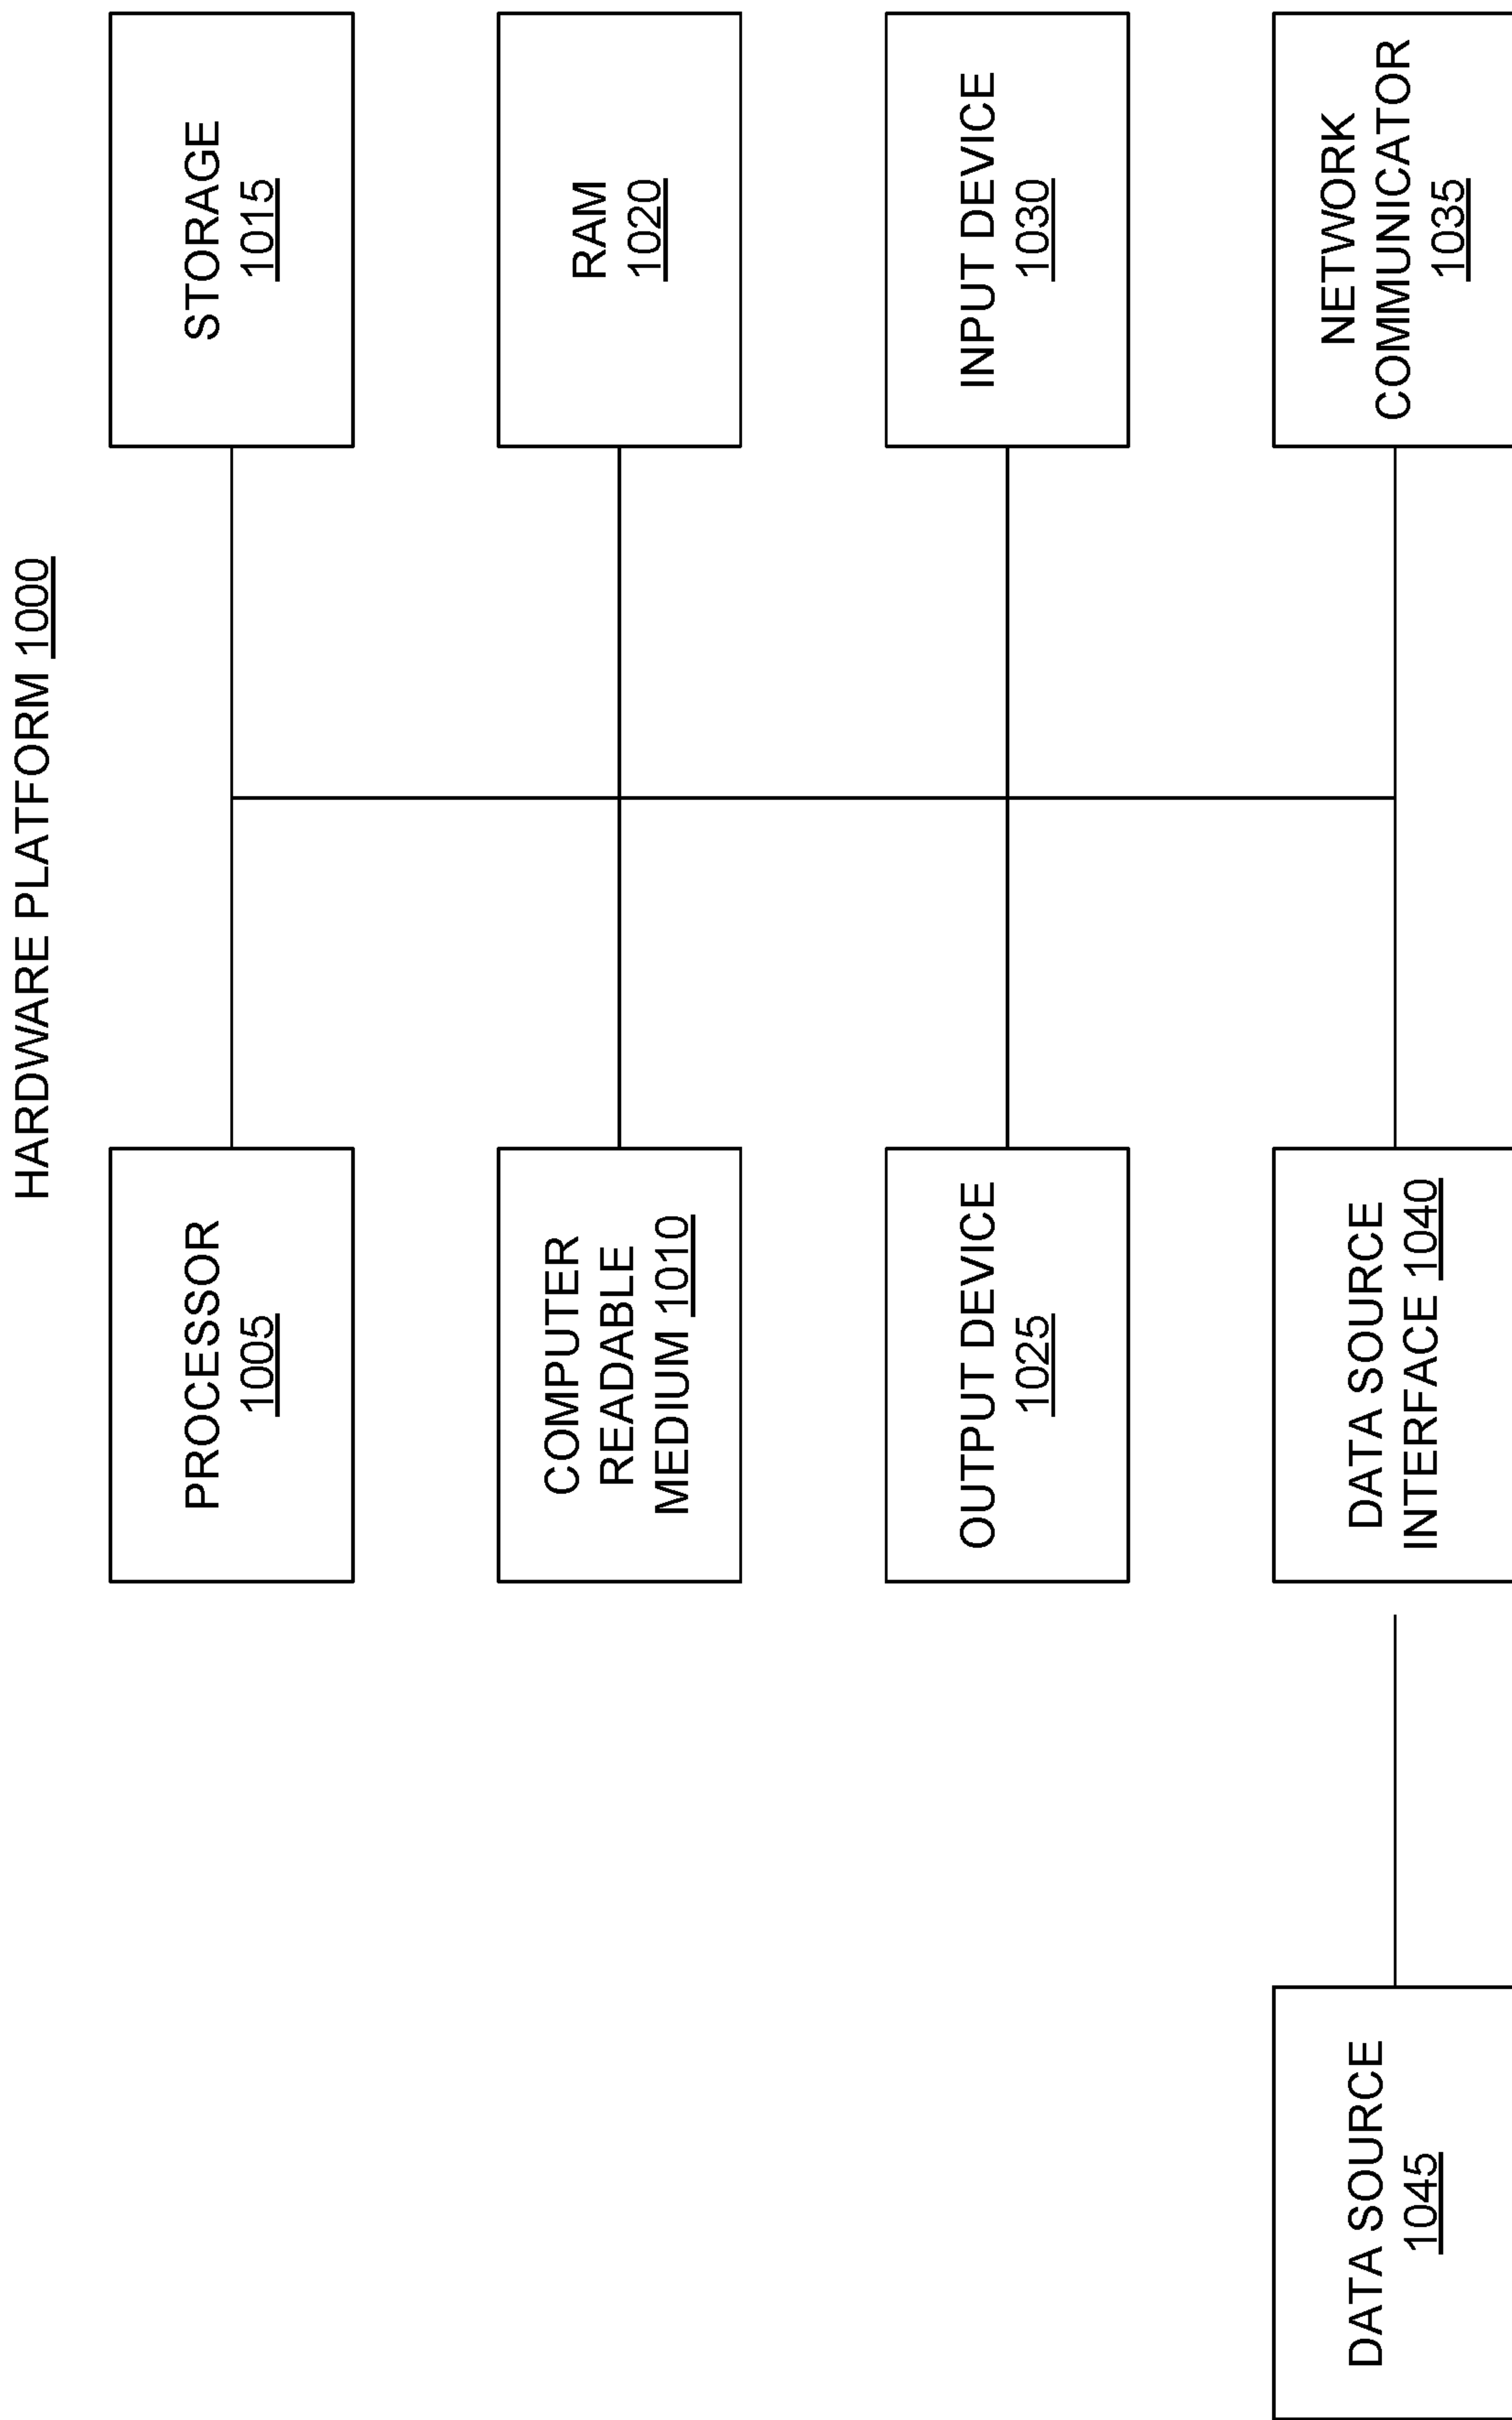 HARDWARE PLATFORM 1000
PROCESSOR
1005
STORAGE
1015
COMPUTER
READABLE
MEDIUM 1010
RAM
1020
OUTPUT DEVICE
1025
INPUT DEVICE
1030
DATA SOURCE
1045
DATA SOURCE
INTERFACE 1040
NETWORK
COMMUNICATOR
1035